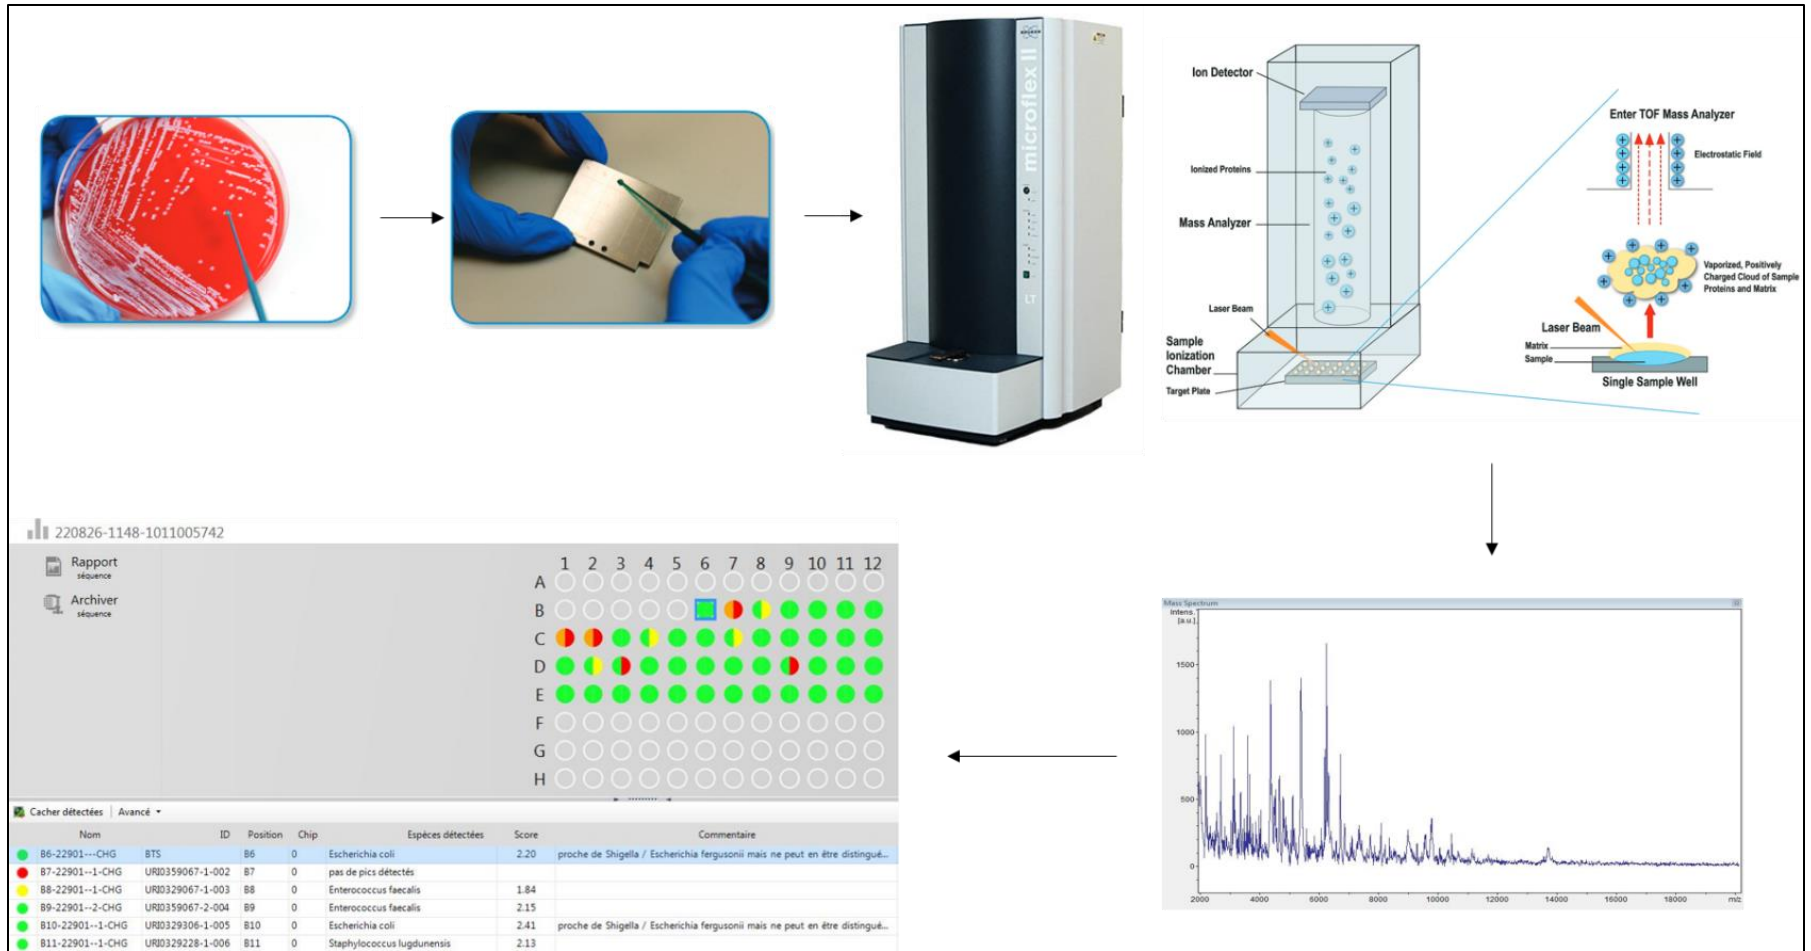 BRUKER
microflex II
LT
Ion Detector
Ionized Proteins
Mass Analyzer
Laser Beam
Sample
Ionization
Chamber
Target Plate
Enter TOF Mass Analyzer
Electrostatic Field
Vaporized, Positively
Charged Cloud of Sample
Proteins and Matrix
Laser Beam
Matrix
Sample
Single Sample Well
220826-1148-1011005742
Rapport
séquence
Archiver
séquence
1 2 3 4 5 6 7 8 9 10 11 12
A
B
C
D
E
F
G
H
Cacher détectées | Avancé
Nom ID Position Chip Espèces détectées Score Commentaire
B6-22901---CHG BTS B6 0 Escherichia coli 2.20 proche de Shigella / Escherichia fergusonii mais ne peut en être distingué...
B7-22901--1-CHG URI0359067-1-002 B7 0 pas de pics détectés
B8-22901--1-CHG URI0329067-1-003 B8 0 Enterococcus faecalis 1.84
B9-22901--2-CHG URI0359067-2-004 B9 0 Enterococcus faecalis 2.15
B10-22901--1-CHG URI0329306-1-005 B10 0 Escherichia coli 2.41 proche de Shigella / Escherichia fergusonii mais ne peut en être distingué...
B11-22901--1-CHG URI0329228-1-006 B11 0 Staphylococcus lugdunensis 2.13
Mass Spectrum
Intens.
[a.u.]
1500
1000
500
0
2000 4000 6000 8000 10000 12000 14000 16000 18000 m/z